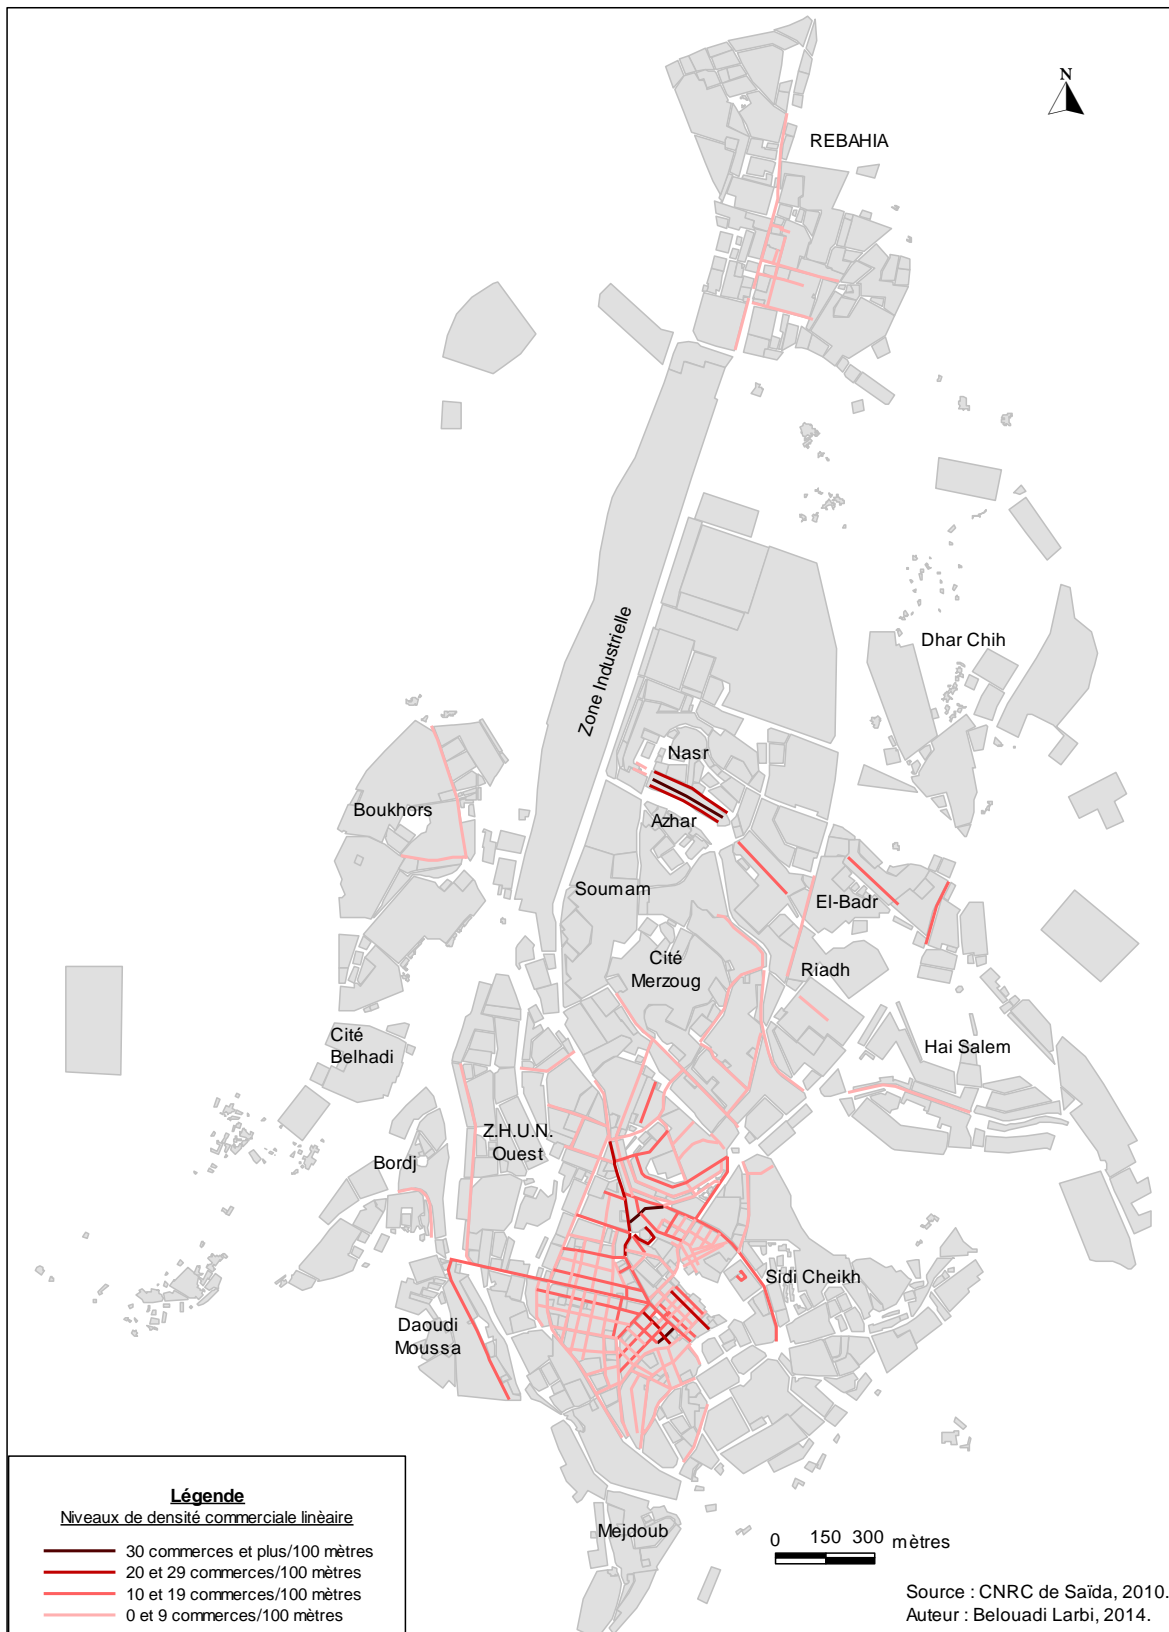 N
REBAHIA
Zone Industrielle
Dhar Chih
Nasr
Boukhors
Azhar
Soumam
El-Badr
Cité
Merzoug
Riadh
Cité
Belhadi
Hai Salem
Z.H.U.N.
Ouest
Bordj
Sidi Cheikh
Daoudi
Moussa
Mejdoub
Légende
Niveaux de densité commerciale linèaire
30 commerces et plus/100 mètres
20 et 29 commerces/100 mètres
10 et 19 commerces/100 mètres
0 et 9 commerces/100 mètres
0 150 300 mètres
Source : CNRC de Saïda, 2010.
Auteur : Belouadi Larbi, 2014.